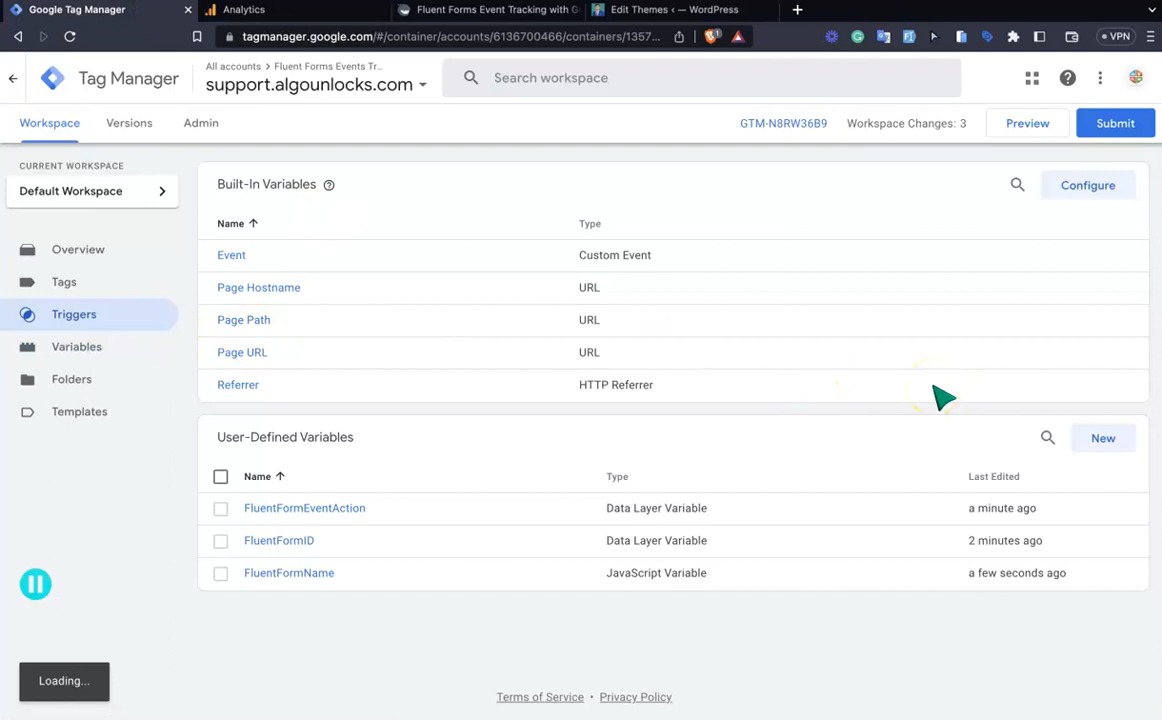 Google Tag Manager
Analytics
Fluent Forms Event Tracking with G
Edit Themes ‹ — WordPress
tagmanager.google.com/#/container/accounts/6136700466/containers/1357...
1
VPN
Tag Manager
All accounts > Fluent Forms Events Tr...
support.algounlocks.com
Search workspace
Workspace
Versions
Admin
GTM-N8RW36B9
Workspace Changes: 3
Preview
Submit
CURRENT WORKSPACE
Default Workspace
Overview
Tags
Triggers
Variables
Folders
Templates
Built-In Variables
Configure
Name
Type
Event
Custom Event
Page Hostname
URL
Page Path
URL
Page URL
URL
Referrer
HTTP Referrer
User-Defined Variables
New
Name
Type
Last Edited
FluentFormEventAction
Data Layer Variable
a minute ago
FluentFormID
Data Layer Variable
2 minutes ago
FluentFormName
JavaScript Variable
a few seconds ago
Loading...
Terms of Service • Privacy Policy